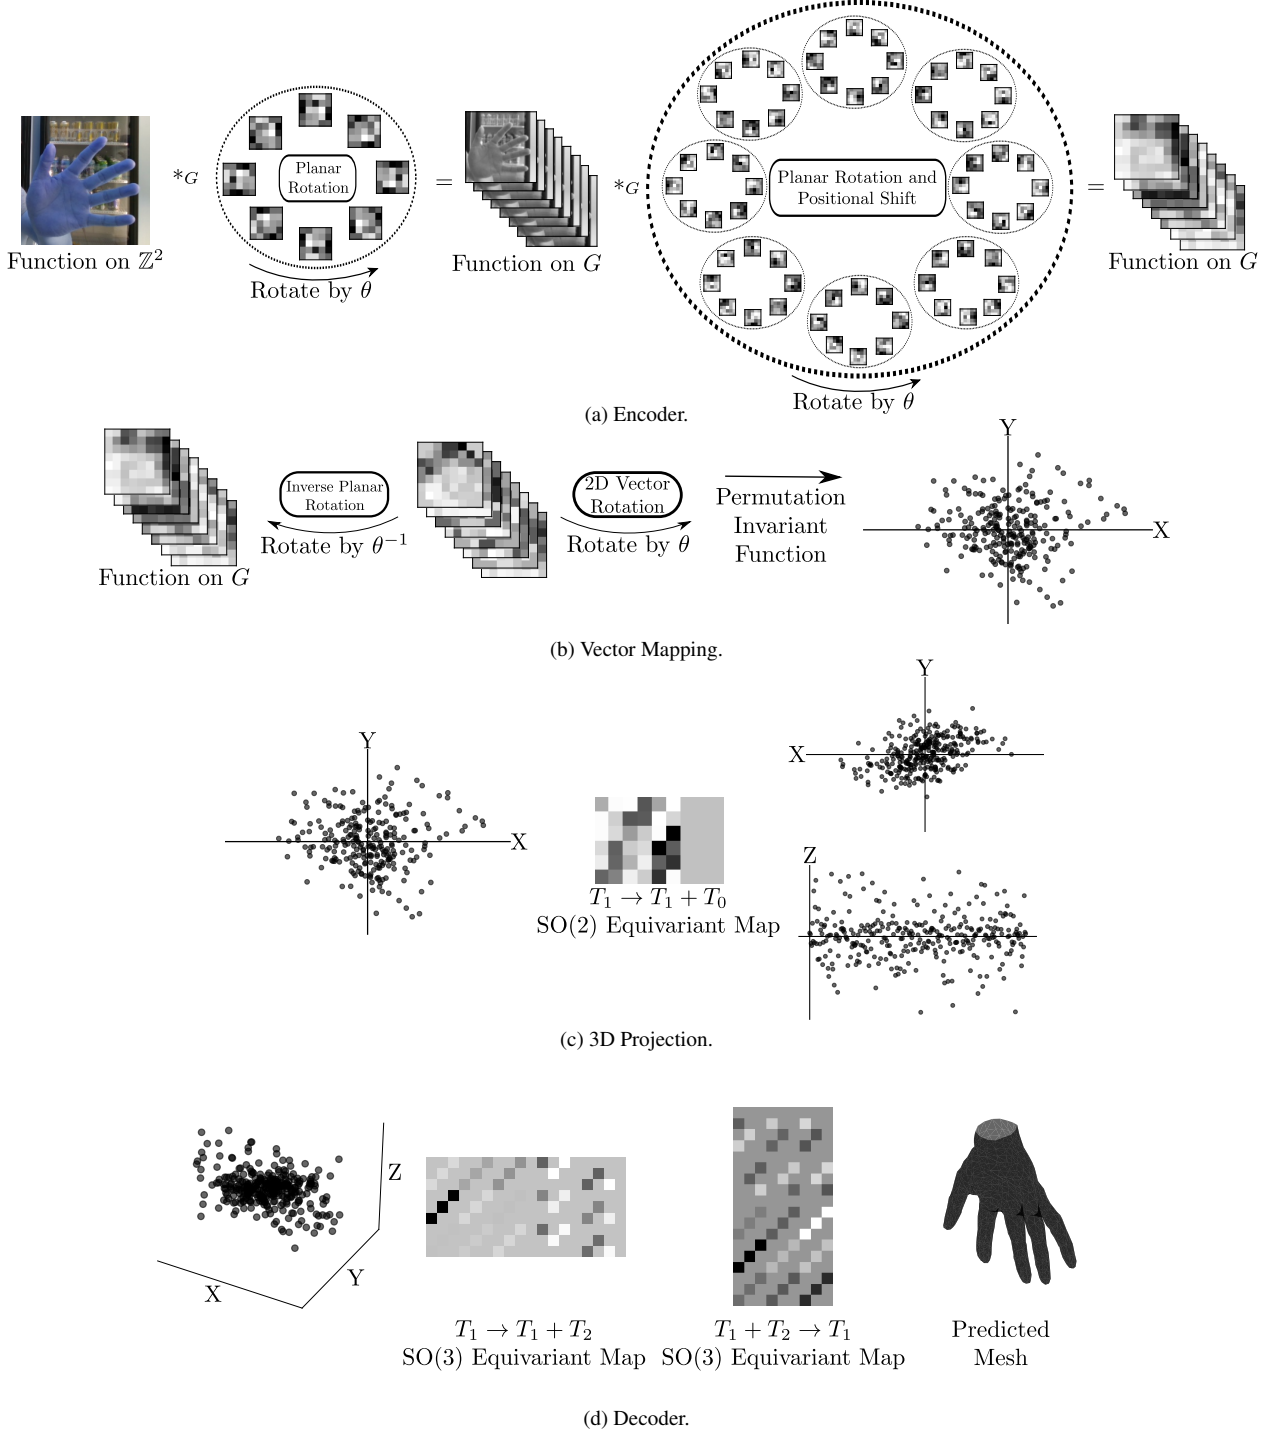 Planar
Rotation
Planar Rotation and
Positional Shift
*G
=
*G
=
Function on ℤ²
Rotate by θ
Function on G
Rotate by θ
Function on G
(a) Encoder.
Inverse Planar
Rotation
Rotate by θ⁻¹
Function on G
2D Vector
Rotation
Rotate by θ
Permutation
Invariant
Function
Y
X
(b) Vector Mapping.
Y
X
T₁ → T₁ + T₀
SO(2) Equivariant Map
Y
X
Z
(c) 3D Projection.
Z
Y
X
T₁ → T₁ + T₂
SO(3) Equivariant Map
T₁ + T₂ → T₁
SO(3) Equivariant Map
Predicted
Mesh
(d) Decoder.